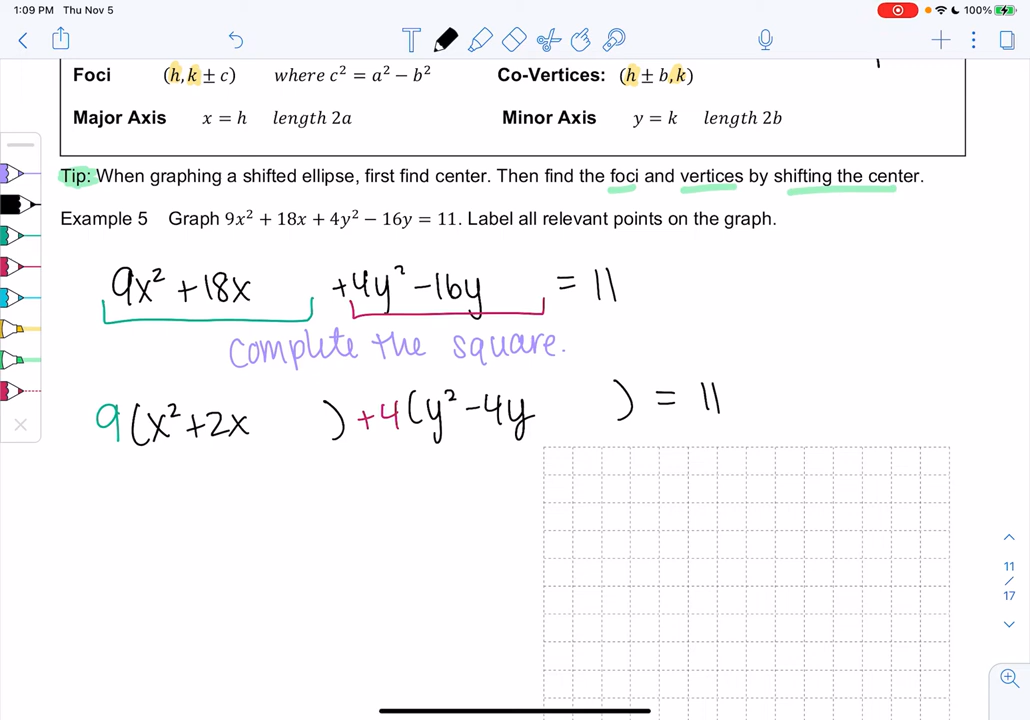 1:09 PM Thu Nov 5 100%
T
Foci (h, k ± c) where c² = a² − b² Co-Vertices: (h ± b, k)
Major Axis x = h length 2a Minor Axis y = k length 2b
Tip: When graphing a shifted ellipse, first find center. Then find the foci and vertices by shifting the center.
Example 5 Graph 9x² + 18x + 4y² − 16y = 11. Label all relevant points on the graph.
9x² + 18x + 4y² − 16y = 11
Complete the square.
9(x² + 2x ) + 4(y² − 4y ) = 11
11
/
17